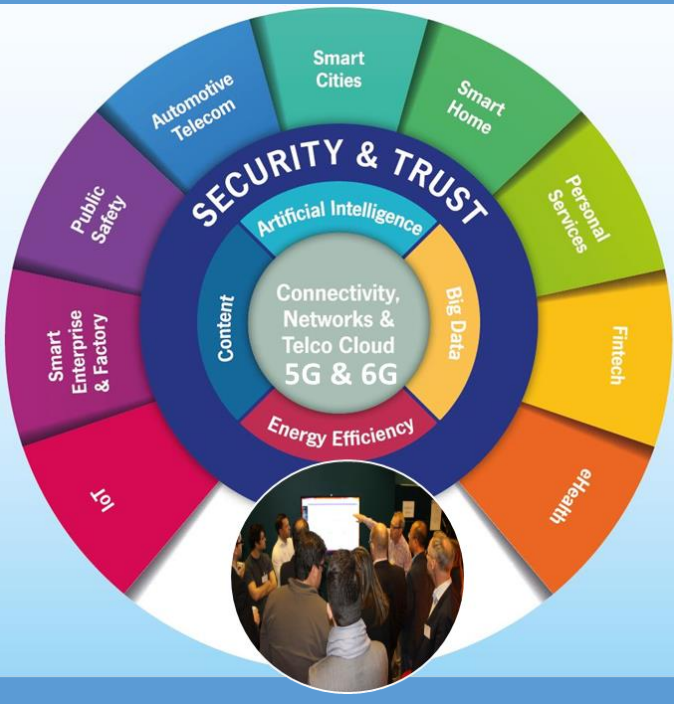 Smart
Cities
Smart
Home
Personal
Services
Fintech
eHealth
IoT
Smart
Enterprise
& Factory
Public
Safety
Automotive
Telecom
SECURITY & TRUST
Artificial Intelligence
Big Data
Energy Efficiency
Content
Connectivity,
Networks &
Telco Cloud
5G & 6G